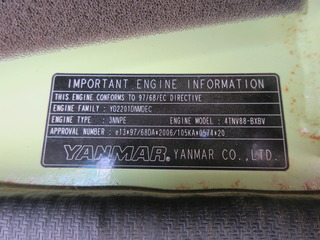 IMPORTANT ENGINE INFORMATION
THIS ENGINE CONFORMS TO 97/68/EC DIRECTIVE
ENGINE FAMILY : YD2201DNMDEC
ENGINE TYPE : 3NNPE ENGINE MODEL : 4TNV88-BXBV
APPROVAL NUMBER : e13*97/68DA*2006/105KA*0574*20
YANMAR YANMAR CO.,LTD.